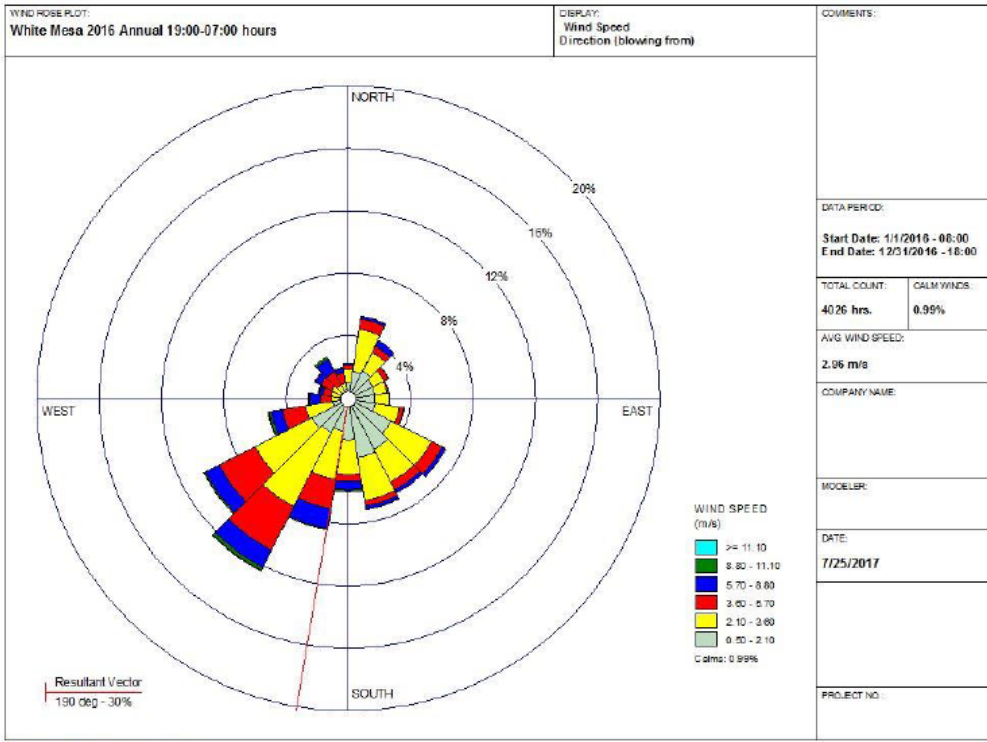 WIND ROSE PLOT:
White Mesa 2016 Annual 19:00-07:00 hours
DISPLAY:
Wind Speed
Direction (blowing from)
COMMENTS:
NORTH
20%
16%
12%
8%
4%
WEST
EAST
SOUTH
WIND SPEED
(m/s)
>= 11.10
8.80 - 11.10
5.70 - 8.80
3.60 - 5.70
2.10 - 3.60
0.50 - 2.10
Calms: 0.99%
Resultant Vector
190 deg - 30%
DATA PERIOD:
Start Date: 1/1/2016 - 08:00
End Date: 12/31/2016 - 18:00
TOTAL COUNT:
4026 hrs.
CALM WINDS:
0.99%
AVG. WIND SPEED:
2.96 m/s
COMPANY NAME:
MODELER:
DATE:
7/25/2017
PROJECT NO.: